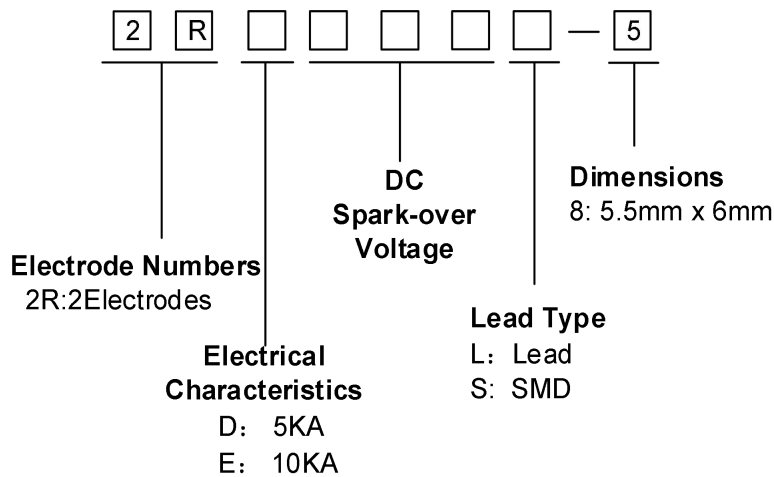 2 R — 5
DC
Spark-over
Voltage
Dimensions
8: 5.5mm x 6mm
Electrode Numbers
2R:2Electrodes
Lead Type
L: Lead
S: SMD
Electrical
Characteristics
D: 5KA
E: 10KA